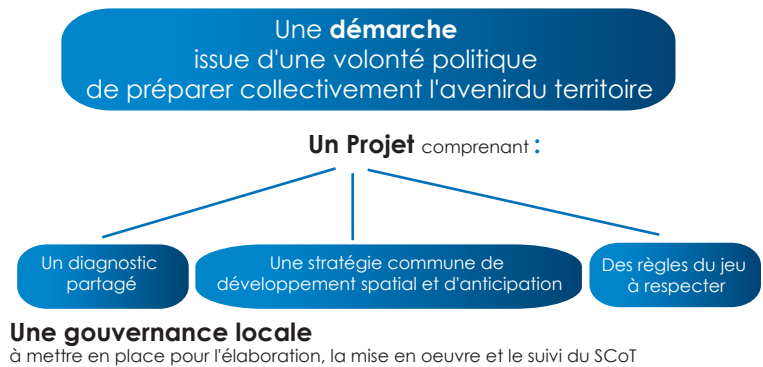 Une démarche
issue d'une volonté politique
de préparer collectivement l'avenirdu territoire
Un Projet comprenant :
Un diagnostic
partagé
Une stratégie commune de
développement spatial et d'anticipation
Des règles du jeu
à respecter
Une gouvernance locale
à mettre en place pour l'élaboration, la mise en oeuvre et le suivi du SCoT